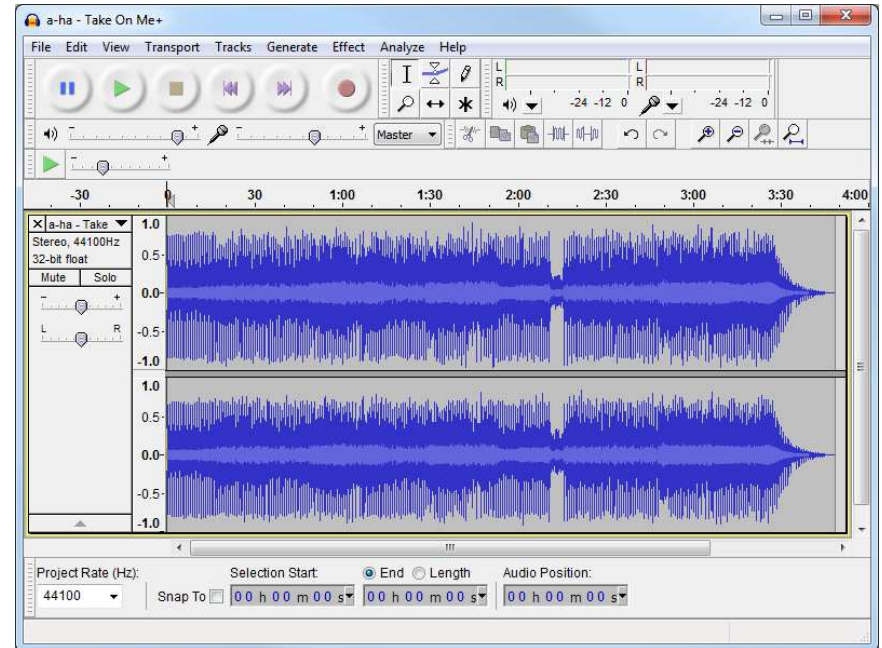 a-ha - Take On Me+
File Edit View Transport Tracks Generate Effect Analyze Help
L
R
-24 -12 0
L
R
-24 -12 0
- + - + Master
- +
-30 0 30 1:00 1:30 2:00 2:30 3:00 3:30 4:00
X a-ha - Take
Stereo, 44100Hz
32-bit float
Mute Solo
- +
L R
1.0
0.5
0.0
-0.5
-1.0
1.0
0.5
0.0
-0.5
-1.0
Project Rate (Hz): Selection Start: End Length Audio Position:
44100 Snap To 00 h 00 m 00 s 00 h 00 m 00 s 00 h 00 m 00 s